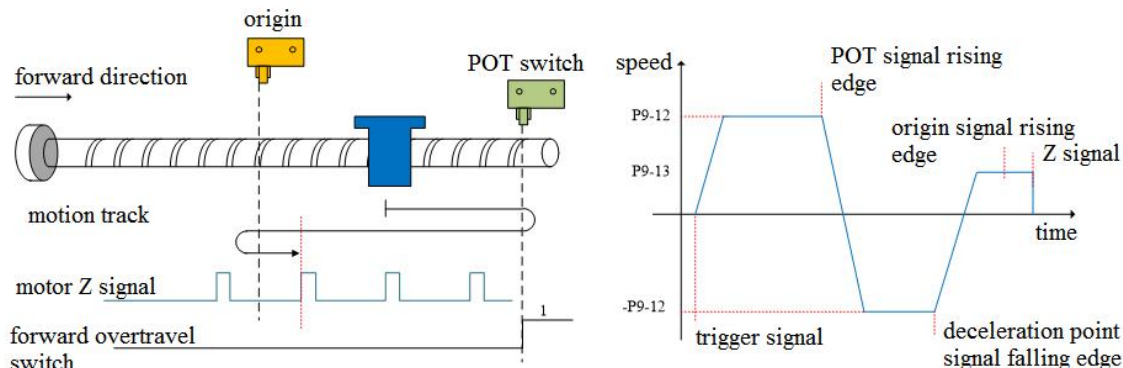 origin
POT switch
forward direction
motion track
motor Z signal
forward overtravel
switch
1
speed
POT signal rising
edge
P9-12
origin signal rising
edge
Z signal
P9-13
time
-P9-12
trigger signal
deceleration point
signal falling edge